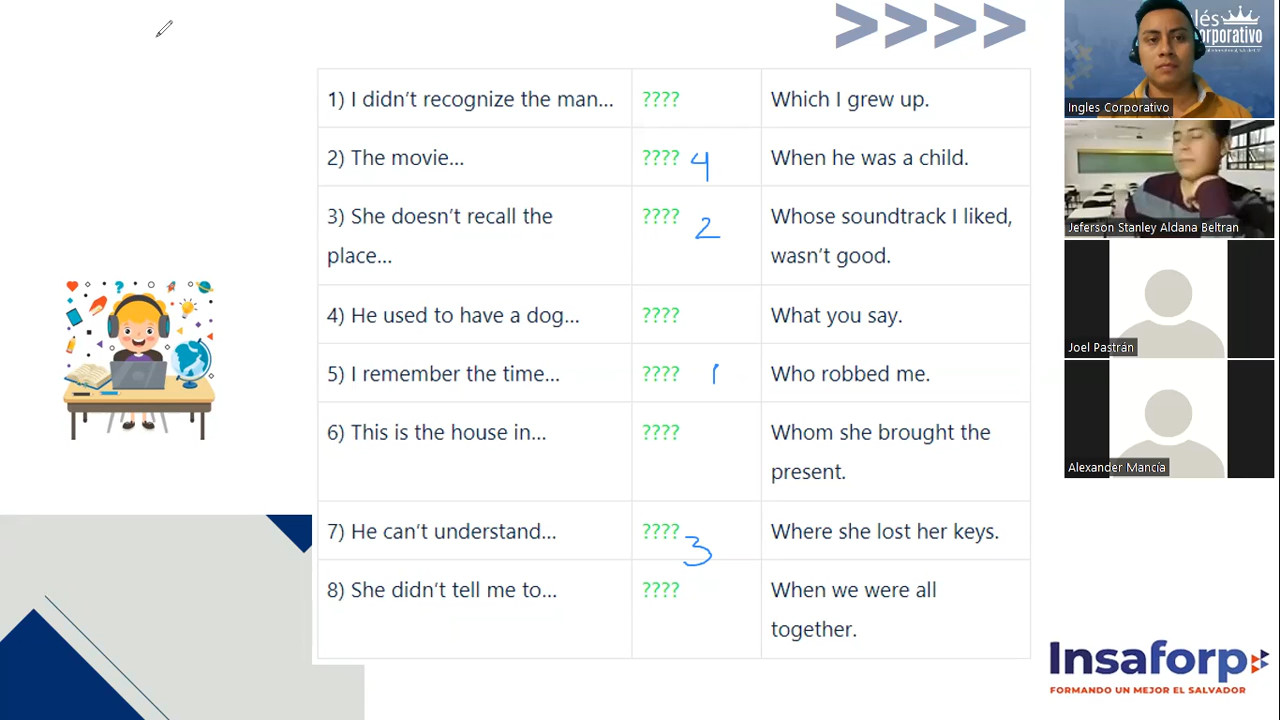 >>>>
lés
orporativo
Ingles Corporativo
1) I didn't recognize the man... ???? Which I grew up.
2) The movie... ???? 4 When he was a child.
3) She doesn't recall the ???? 2 Whose soundtrack I liked,
place... wasn't good.
4) He used to have a dog... ???? What you say.
5) I remember the time... ???? 1 Who robbed me.
6) This is the house in... ???? Whom she brought the
present.
7) He can't understand... ???? 3 Where she lost her keys.
8) She didn't tell me to... ???? When we were all
together.
Jeferson Stanley Aldana Beltran
Joel Pastrán
Alexander Mancía
Insaforp
FORMANDO UN MEJOR EL SALVADOR